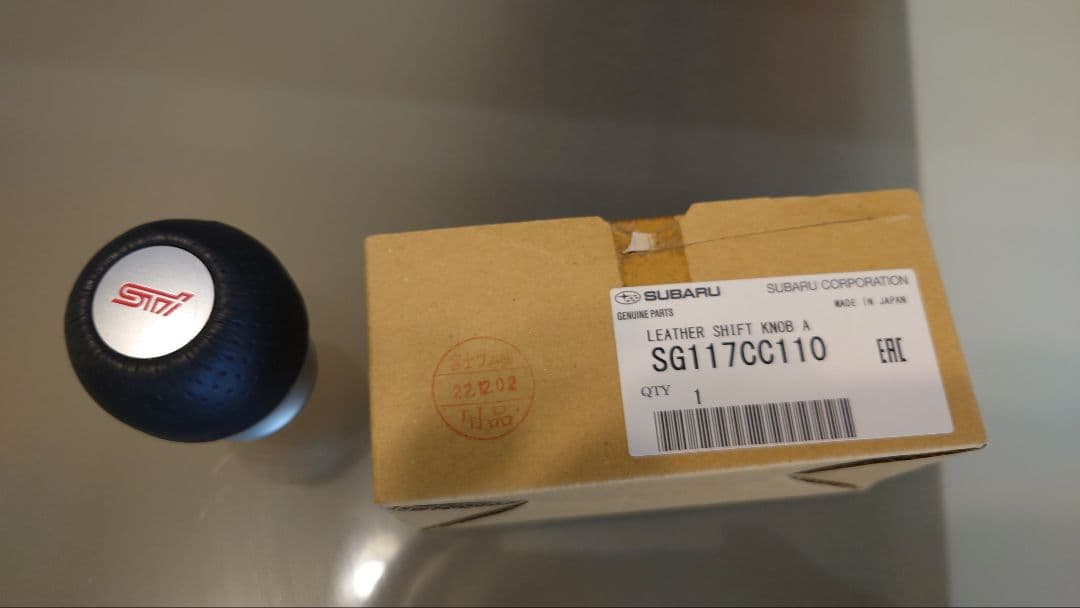 STI
SUBARU
SUBARU CORPORATION
GENUINE PARTS
MADE IN JAPAN
LEATHER SHIFT KNOB A
SG117CC110
EAC
QTY 1
22.12.02
用品